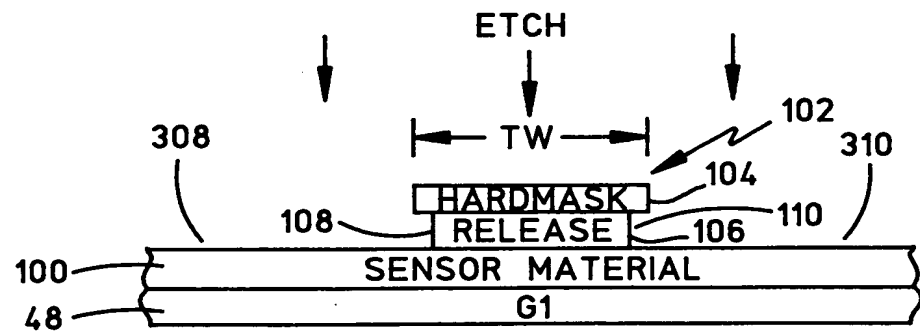 ETCH
TW
102
308
310
HARDMASK
104
108
RELEASE
106
110
100
SENSOR MATERIAL
48
G1